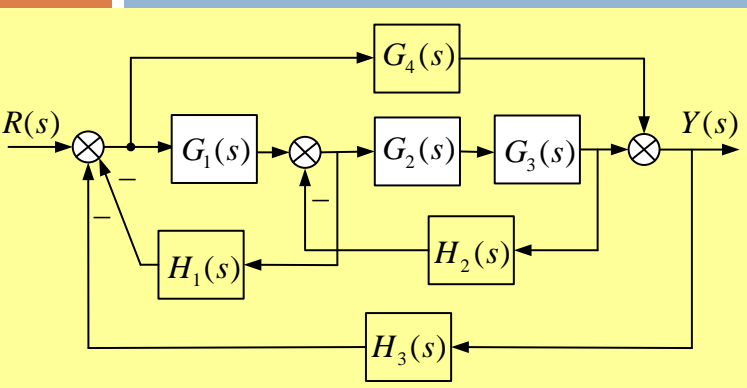 G₄(s)
R(s)
Y(s)
G₁(s)
G₂(s)
G₃(s)
−
−
−
H₁(s)
H₂(s)
H₃(s)